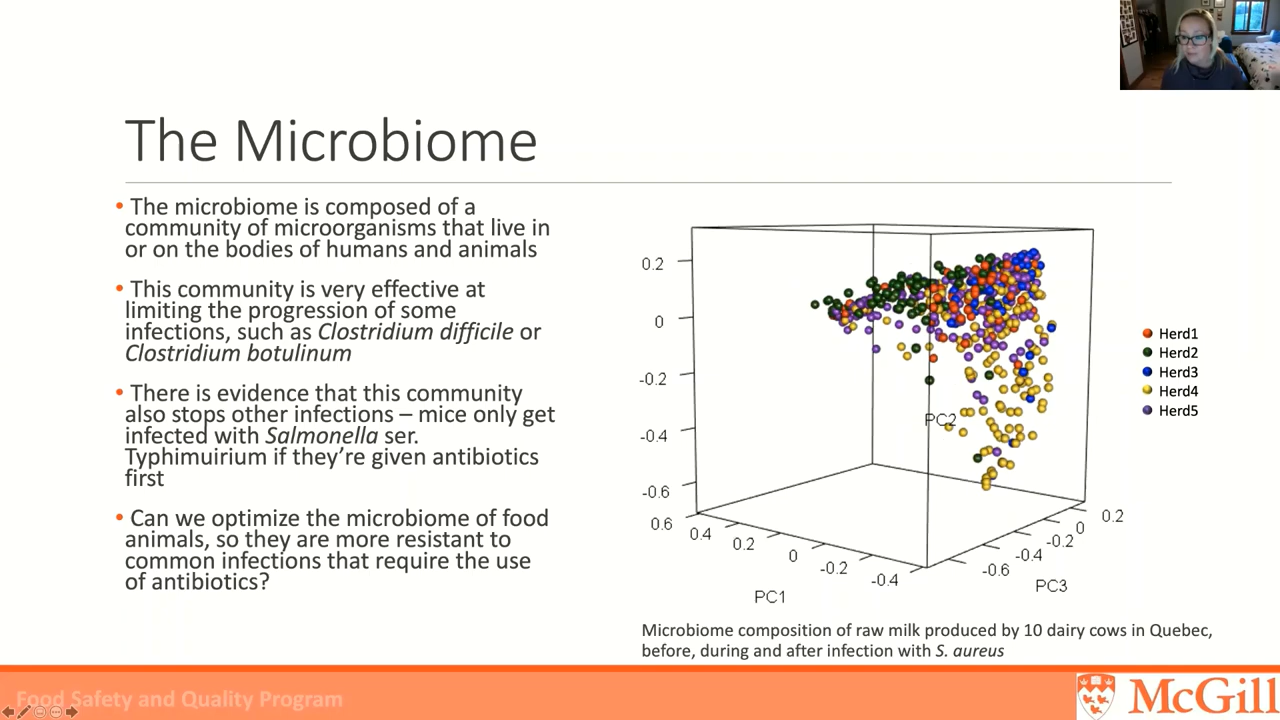 The Microbiome
• The microbiome is composed of a
community of microorganisms that live in
or on the bodies of humans and animals
• This community is very effective at
limiting the progression of some
infections, such as Clostridium difficile or
Clostridium botulinum
• There is evidence that this community
also stops other infections – mice only get
infected with Salmonella ser.
Typhimuirium if they're given antibiotics
first
• Can we optimize the microbiome of food
animals, so they are more resistant to
common infections that require the use
of antibiotics?
0.2
0
-0.2
-0.4
-0.6
PC2
0.6
0.4
0.2
0
-0.2
-0.4
PC1
-0.6
-0.4
-0.2
0
0.2
PC3
Herd1
Herd2
Herd3
Herd4
Herd5
Microbiome composition of raw milk produced by 10 dairy cows in Quebec,
before, during and after infection with S. aureus
Food Safety and Quality Program
McGill